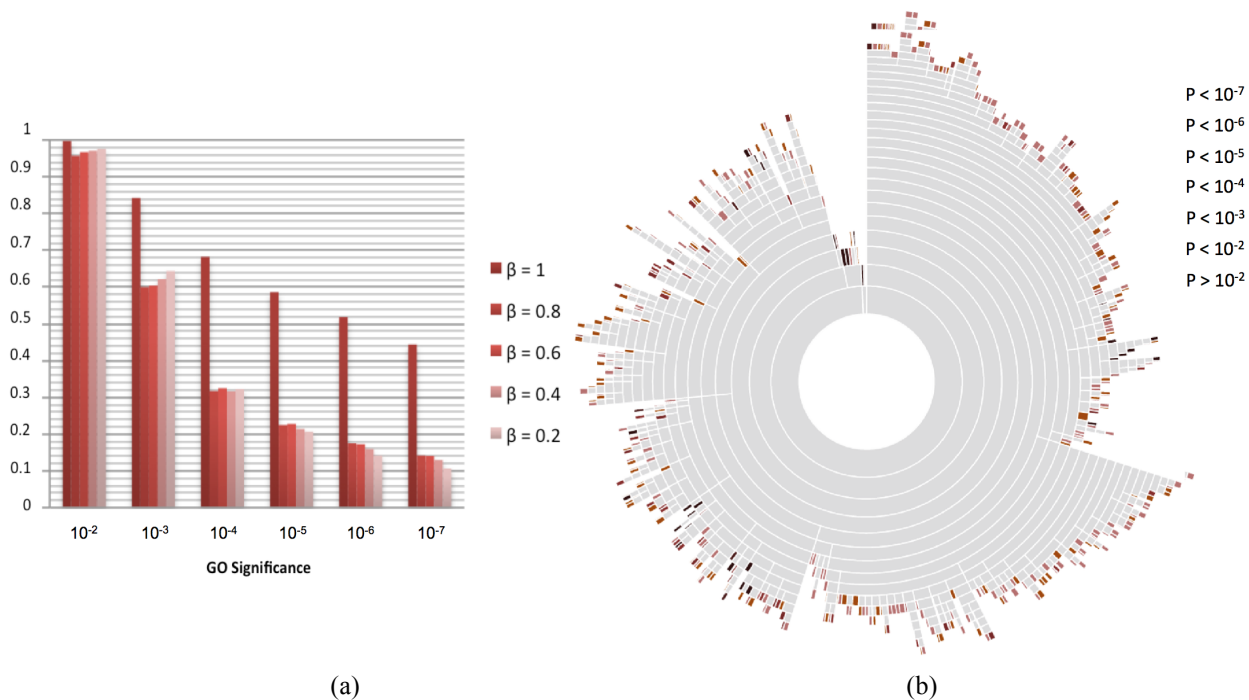 1
0.9
0.8
0.7
0.6
0.5
0.4
0.3
0.2
0.1
0
10-2 10-3 10-4 10-5 10-6 10-7
GO Significance
β = 1
β = 0.8
β = 0.6
β = 0.4
β = 0.2
P < 10-7
P < 10-6
P < 10-5
P < 10-4
P < 10-3
P < 10-2
P > 10-2
(a) (b)